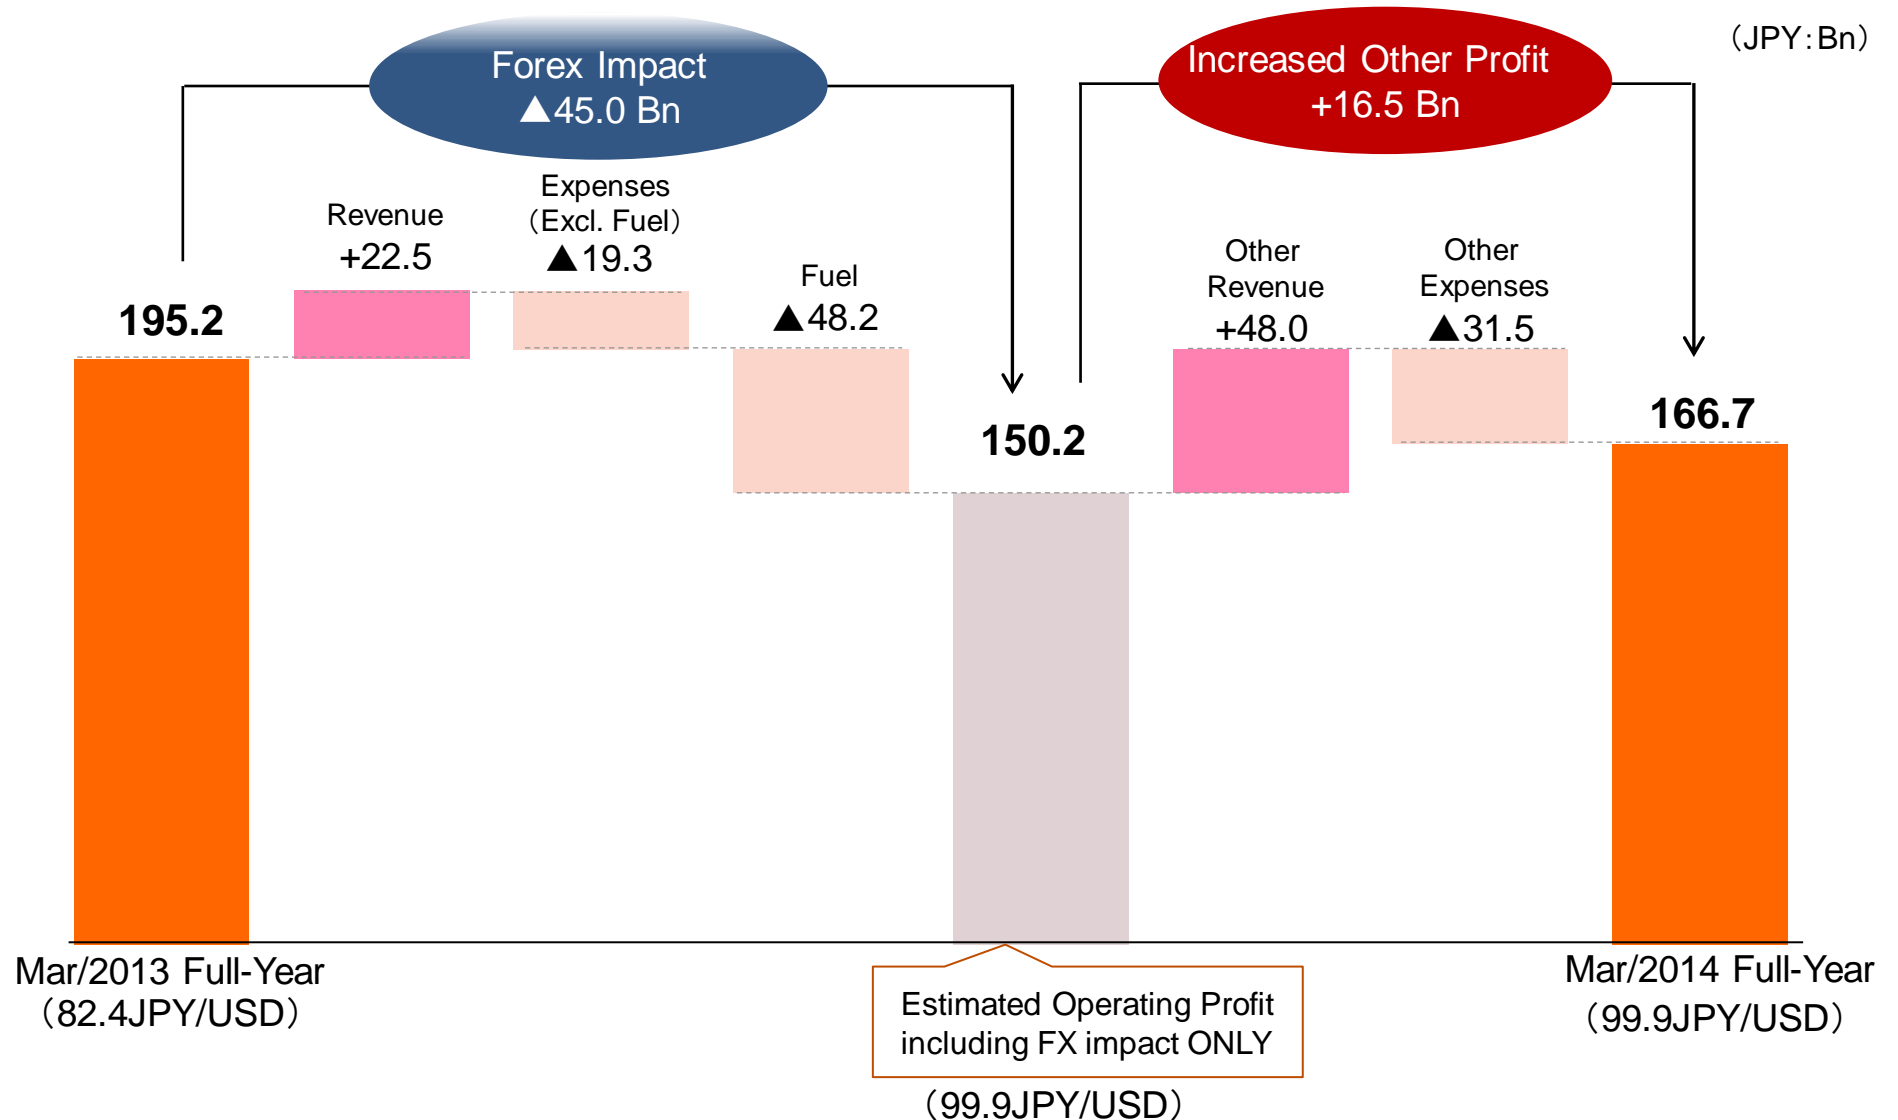 （JPY：Bn）
Forex Impact
▲45.0 Bn
Increased Other Profit
+16.5 Bn
Revenue
+22.5
Expenses
（Excl. Fuel）
▲19.3
Fuel
▲48.2
Other
Revenue
+48.0
Other
Expenses
▲31.5
195.2
150.2
166.7
Mar/2013 Full-Year
（82.4JPY/USD）
Estimated Operating Profit
including FX impact ONLY
（99.9JPY/USD）
Mar/2014 Full-Year
（99.9JPY/USD）